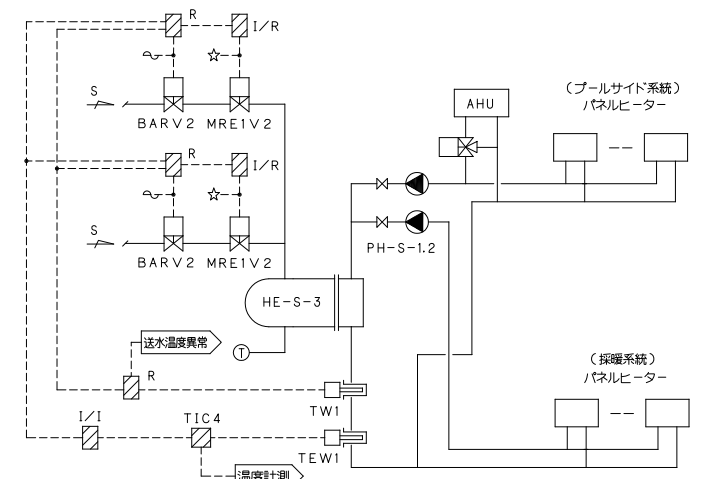 R
I/R
S
BARV2 MRE1V2
AHU
(プールサイド系統)
パネルヒーター
R
I/R
S
BARV2 MRE1V2
PH-S-1.2
HE-S-3
送水温度異常
T
R
TW1
(採暖系統)
パネルヒーター
I/I
TIC4
TEW1
温度計測